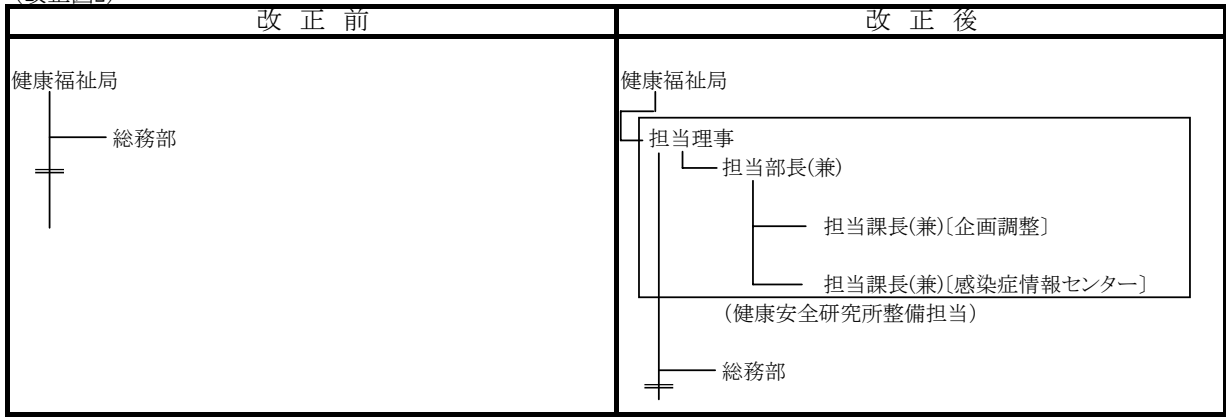 改正前
健康福祉局
総務部
改正後
健康福祉局
担当理事
担当部長(兼)
担当課長(兼)〔企画調整〕
担当課長(兼)〔感染症情報センター〕
(健康安全研究所整備担当)
総務部